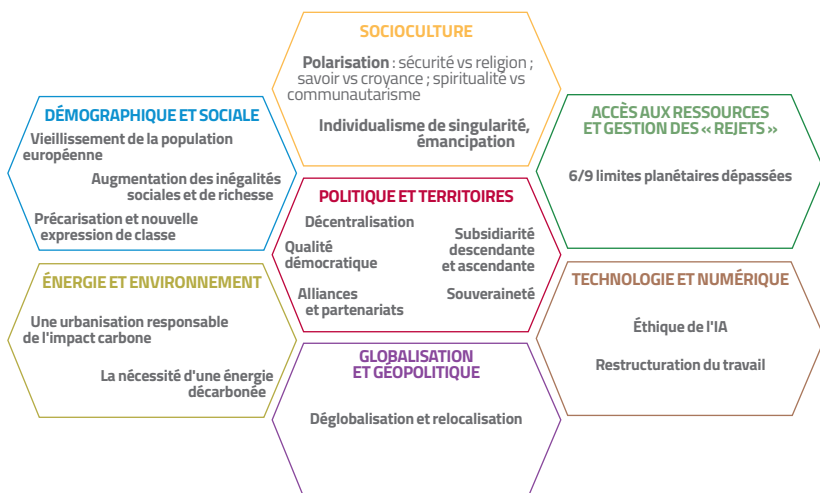 SOCIOCULTURE
Polarisation : sécurité vs religion ;
savoir vs croyance ; spiritualité vs
communautarisme
Individualisme de singularité,
émancipation
DÉMOGRAPHIQUE ET SOCIALE
Vieillissement de la population
européenne
Augmentation des inégalités
sociales et de richesse
Précarisation et nouvelle
expression de classe
ACCÈS AUX RESSOURCES
ET GESTION DES « REJETS »
6/9 limites planétaires dépassées
POLITIQUE ET TERRITOIRES
Décentralisation
Qualité
démocratique
Subsidiarité
descendante
et ascendante
Alliances
et partenariats
Souveraineté
ÉNERGIE ET ENVIRONNEMENT
Une urbanisation responsable
de l'impact carbone
La nécessité d'une énergie
décarbonée
TECHNOLOGIE ET NUMÉRIQUE
Éthique de l'IA
Restructuration du travail
GLOBALISATION
ET GÉOPOLITIQUE
Déglobalisation et relocalisation